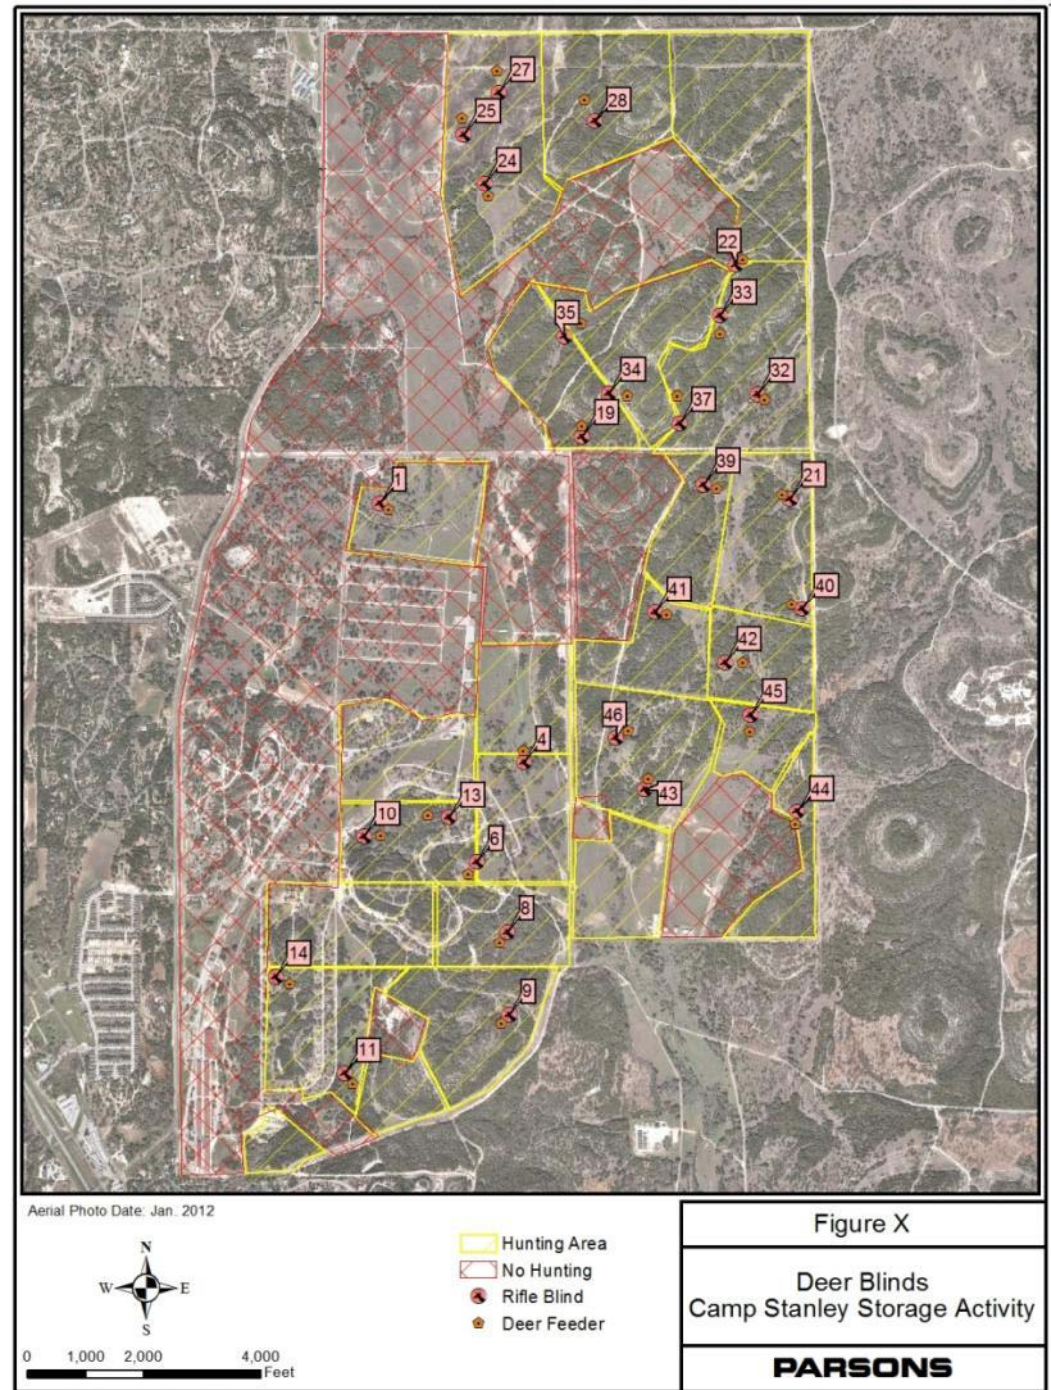 27
28
25
24
22
33
35
34
32
19
37
39
21
1
41
40
42
45
46
4
43
44
13
10
6
8
14
9
11
Aerial Photo Date: Jan. 2012
N
W E
S
0 1,000 2,000 4,000
Feet
Hunting Area
No Hunting
Rifle Blind
Deer Feeder
Figure X
Deer Blinds
Camp Stanley Storage Activity
PARSONS